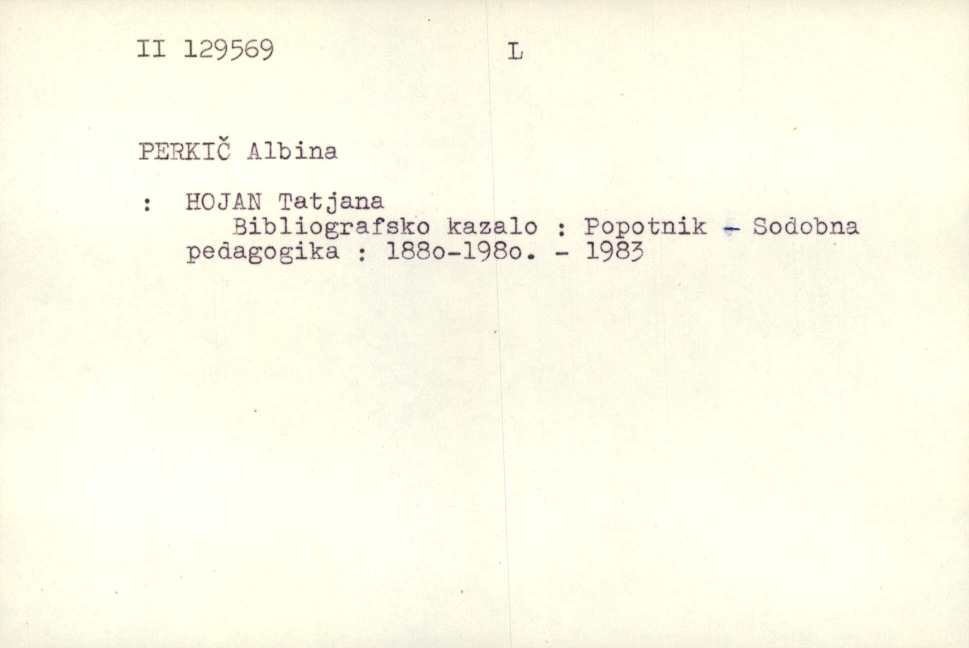 II 129569 L
PERKIČ Albina
: HOJAN Tatjana
Bibliografsko kazalo : Popotnik - Sodobna
pedagogika : 188o-198o. - 1983